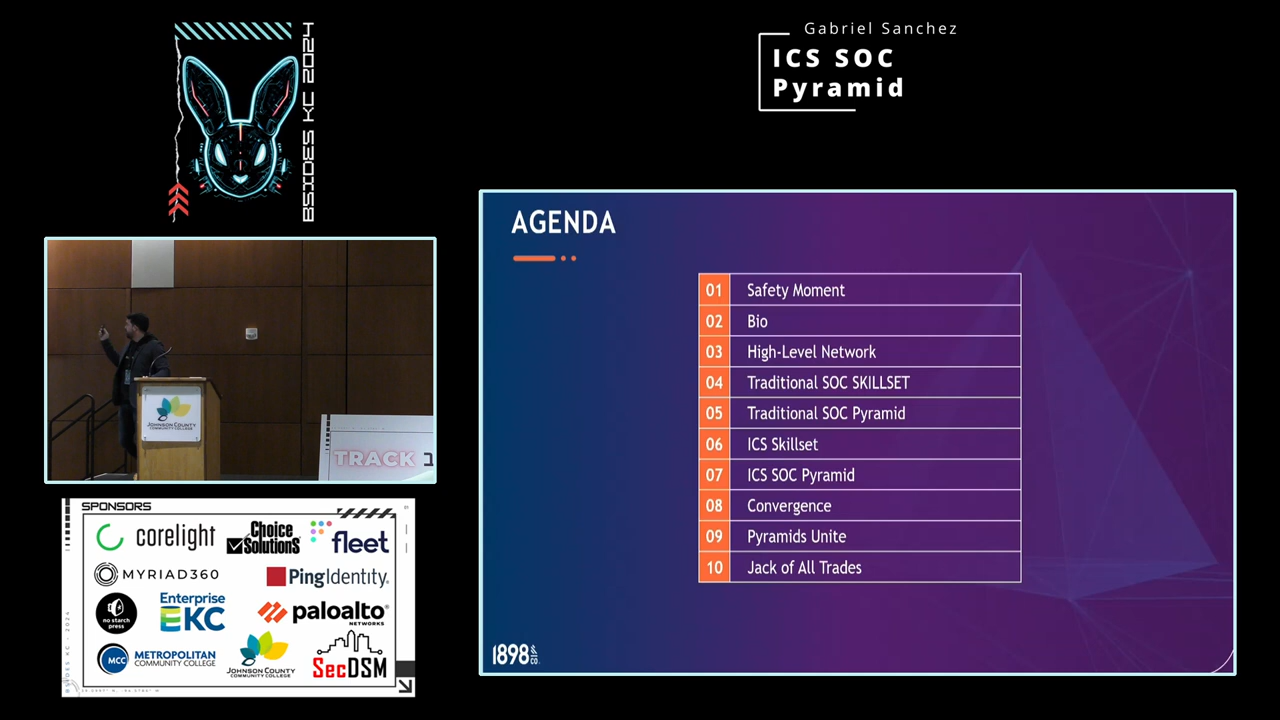 BSIDES KC 2024
Gabriel Sanchez
ICS SOC
Pyramid
JOHNSON COUNTY
COMMUNITY COLLEGE
TRACK
SPONSORS
corelight
Choice
Solutions
fleet
MYRIAD360
PingIdentity
no starch
press
Enterprise
KC
paloalto
NETWORKS
MCC
METROPOLITAN
COMMUNITY COLLEGE
JOHNSON COUNTY
COMMUNITY COLLEGE
SecDSM
AGENDA
01 Safety Moment
02 Bio
03 High-Level Network
04 Traditional SOC SKILLSET
05 Traditional SOC Pyramid
06 ICS Skillset
07 ICS SOC Pyramid
08 Convergence
09 Pyramids Unite
10 Jack of All Trades
1898 & CO.